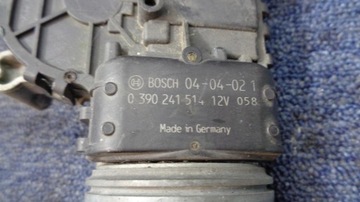 BOSCH 04-04-02 1
0 390 241 514 12V 058
Made in Germany